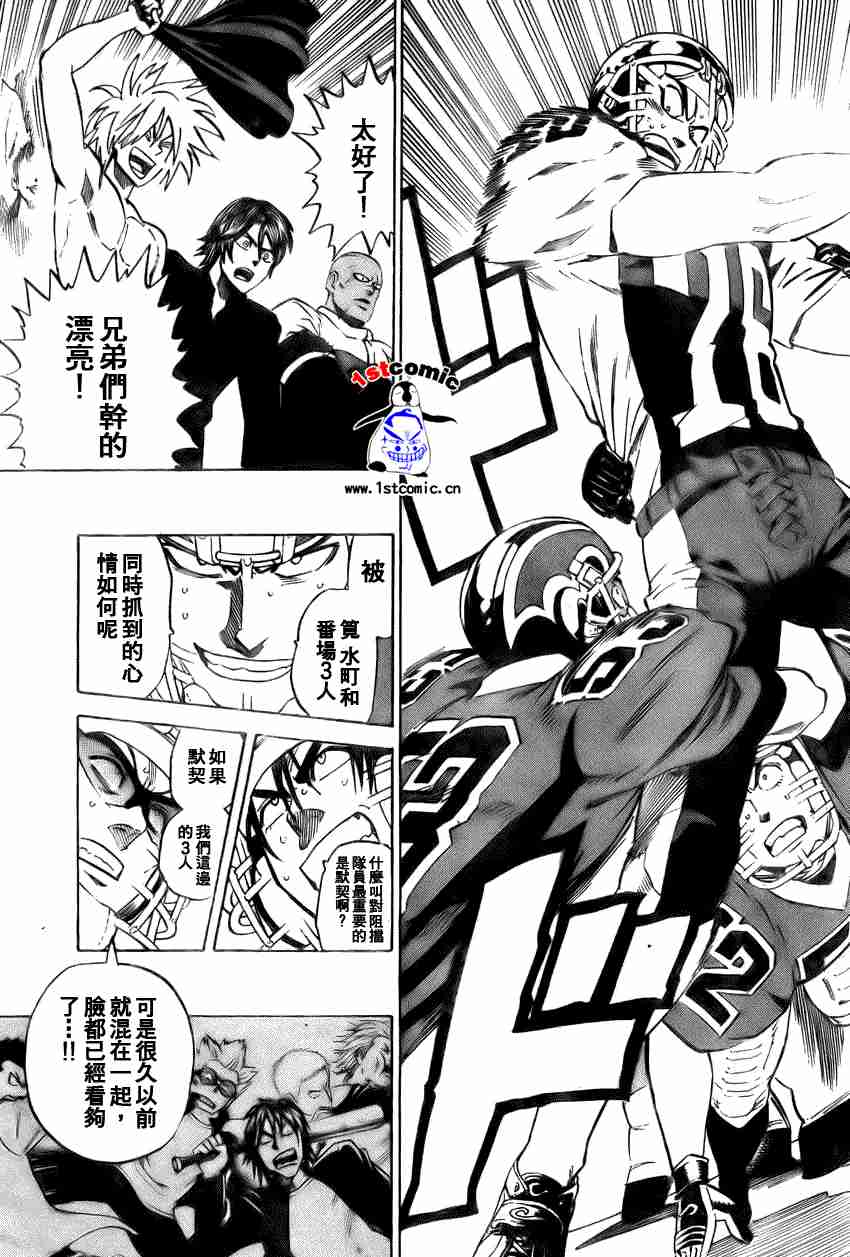 太好了！
兄弟們幹的
漂亮！
1stcomic
www.1stcomic.cn
被
筧水町和
番場3人
同時抓到的心
情如何呢
什麼叫對阻擋
隊員最重要的
是默契啊？
如果
默契
我們這邊
的3人
可是很久以前
就混在一起，
臉都已經看夠
了…!!
52